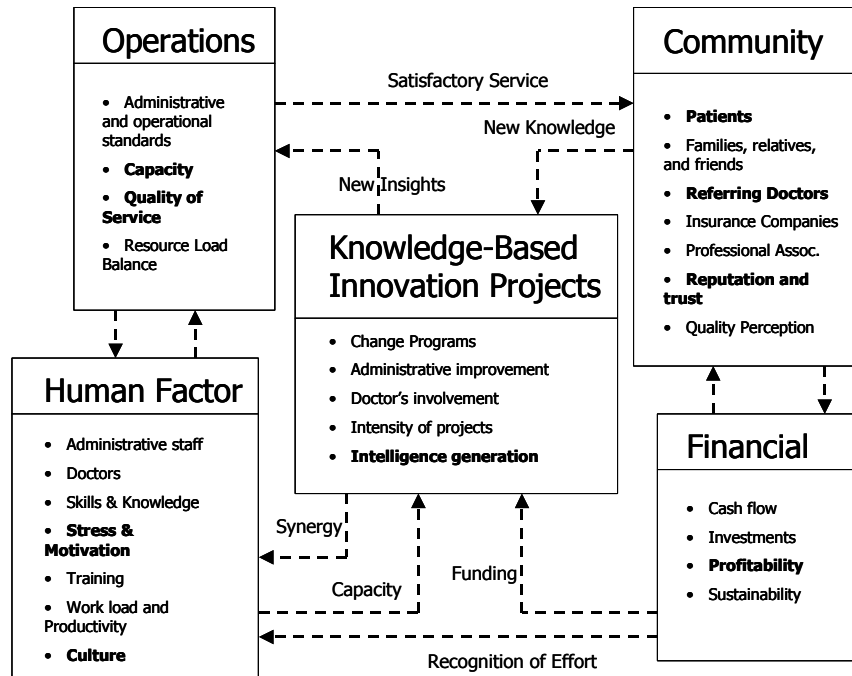 Operations
• Administrative
and operational
standards
• Capacity
• Quality of
Service
• Resource Load
Balance
Satisfactory Service
New Knowledge
New Insights
Community
• Patients
• Families, relatives,
and friends
• Referring Doctors
• Insurance Companies
• Professional Assoc.
• Reputation and
trust
• Quality Perception
Knowledge-Based
Innovation Projects
• Change Programs
• Administrative improvement
• Doctor's involvement
• Intensity of projects
• Intelligence generation
Human Factor
• Administrative staff
• Doctors
• Skills & Knowledge
• Stress &
Motivation
• Training
• Work load and
Productivity
• Culture
Synergy
Capacity
Funding
Recognition of Effort
Financial
• Cash flow
• Investments
• Profitability
• Sustainability